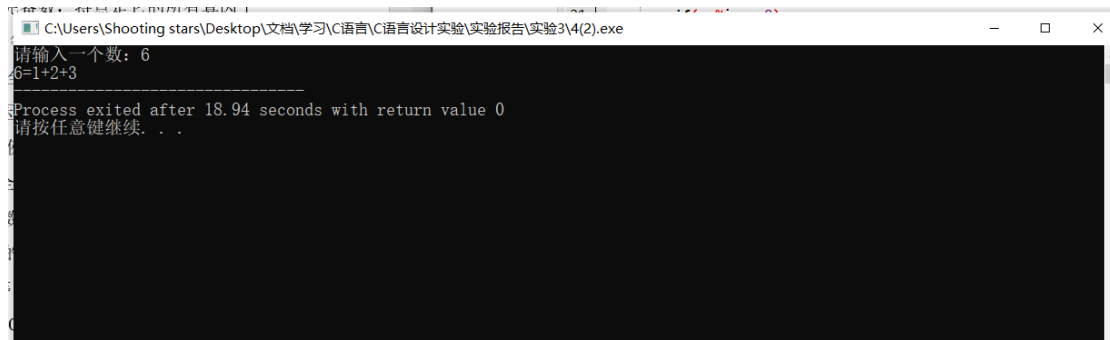 C:\Users\Shooting stars\Desktop\文档\学习\C语言\C语言设计实验\实验报告\实验3\4(2).exe
请输入一个数: 6
6=1+2+3
--------------------------------
Process exited after 18.94 seconds with return value 0
请按任意键继续. . .